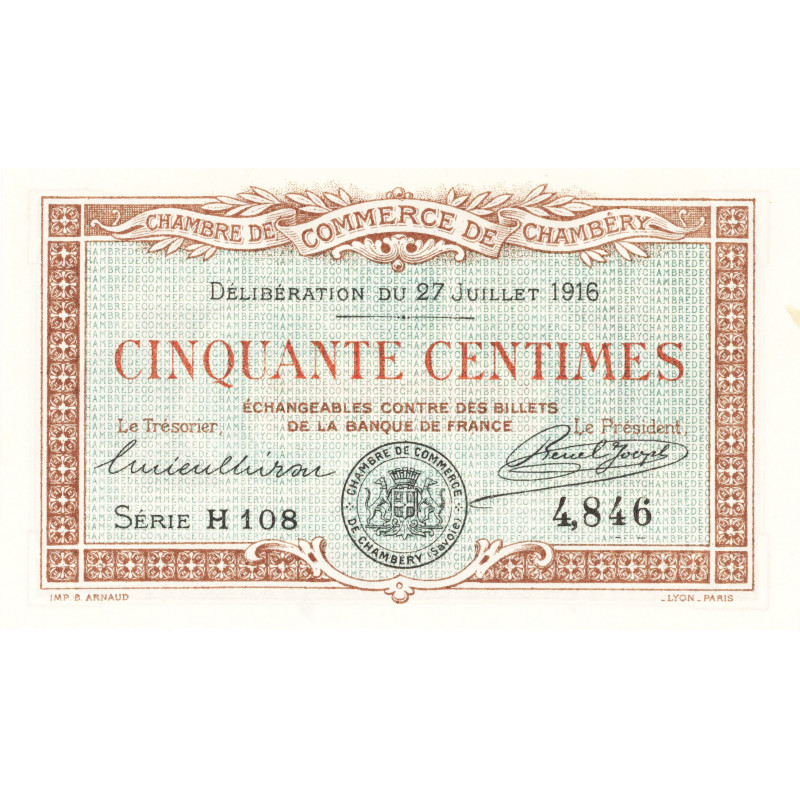 CHAMBRE DE COMMERCE DE CHAMBÉRY
DÉLIBÉRATION DU 27 JUILLET 1916
CINQUANTE CENTIMES
ÉCHANGEABLES CONTRE DES BILLETS
DE LA BANQUE DE FRANCE
Le Trésorier,
Le Président,
CHAMBRE DE COMMERCE
DE CHAMBÉRY (Savoie)
SÉRIE H 108
4,846
IMP. B. ARNAUD
_ LYON _ PARIS